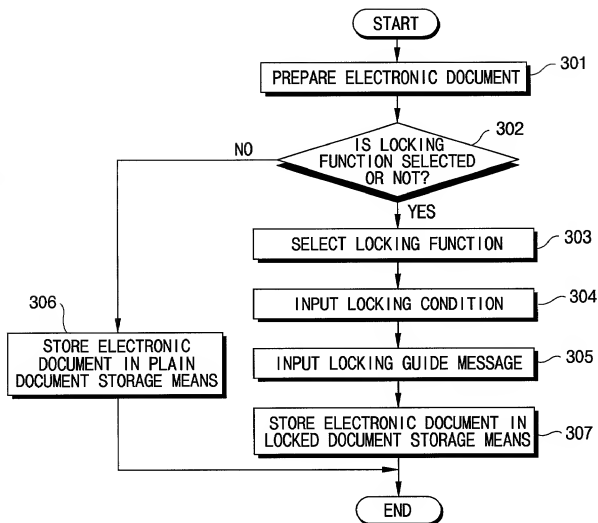 START
PREPARE ELECTRONIC DOCUMENT
301
302
IS LOCKING
FUNCTION SELECTED
OR NOT?
NO
YES
SELECT LOCKING FUNCTION
303
INPUT LOCKING CONDITION
304
306
STORE ELECTRONIC
DOCUMENT IN PLAIN
DOCUMENT STORAGE MEANS
INPUT LOCKING GUIDE MESSAGE
305
STORE ELECTRONIC DOCUMENT IN
LOCKED DOCUMENT STORAGE MEANS
307
END